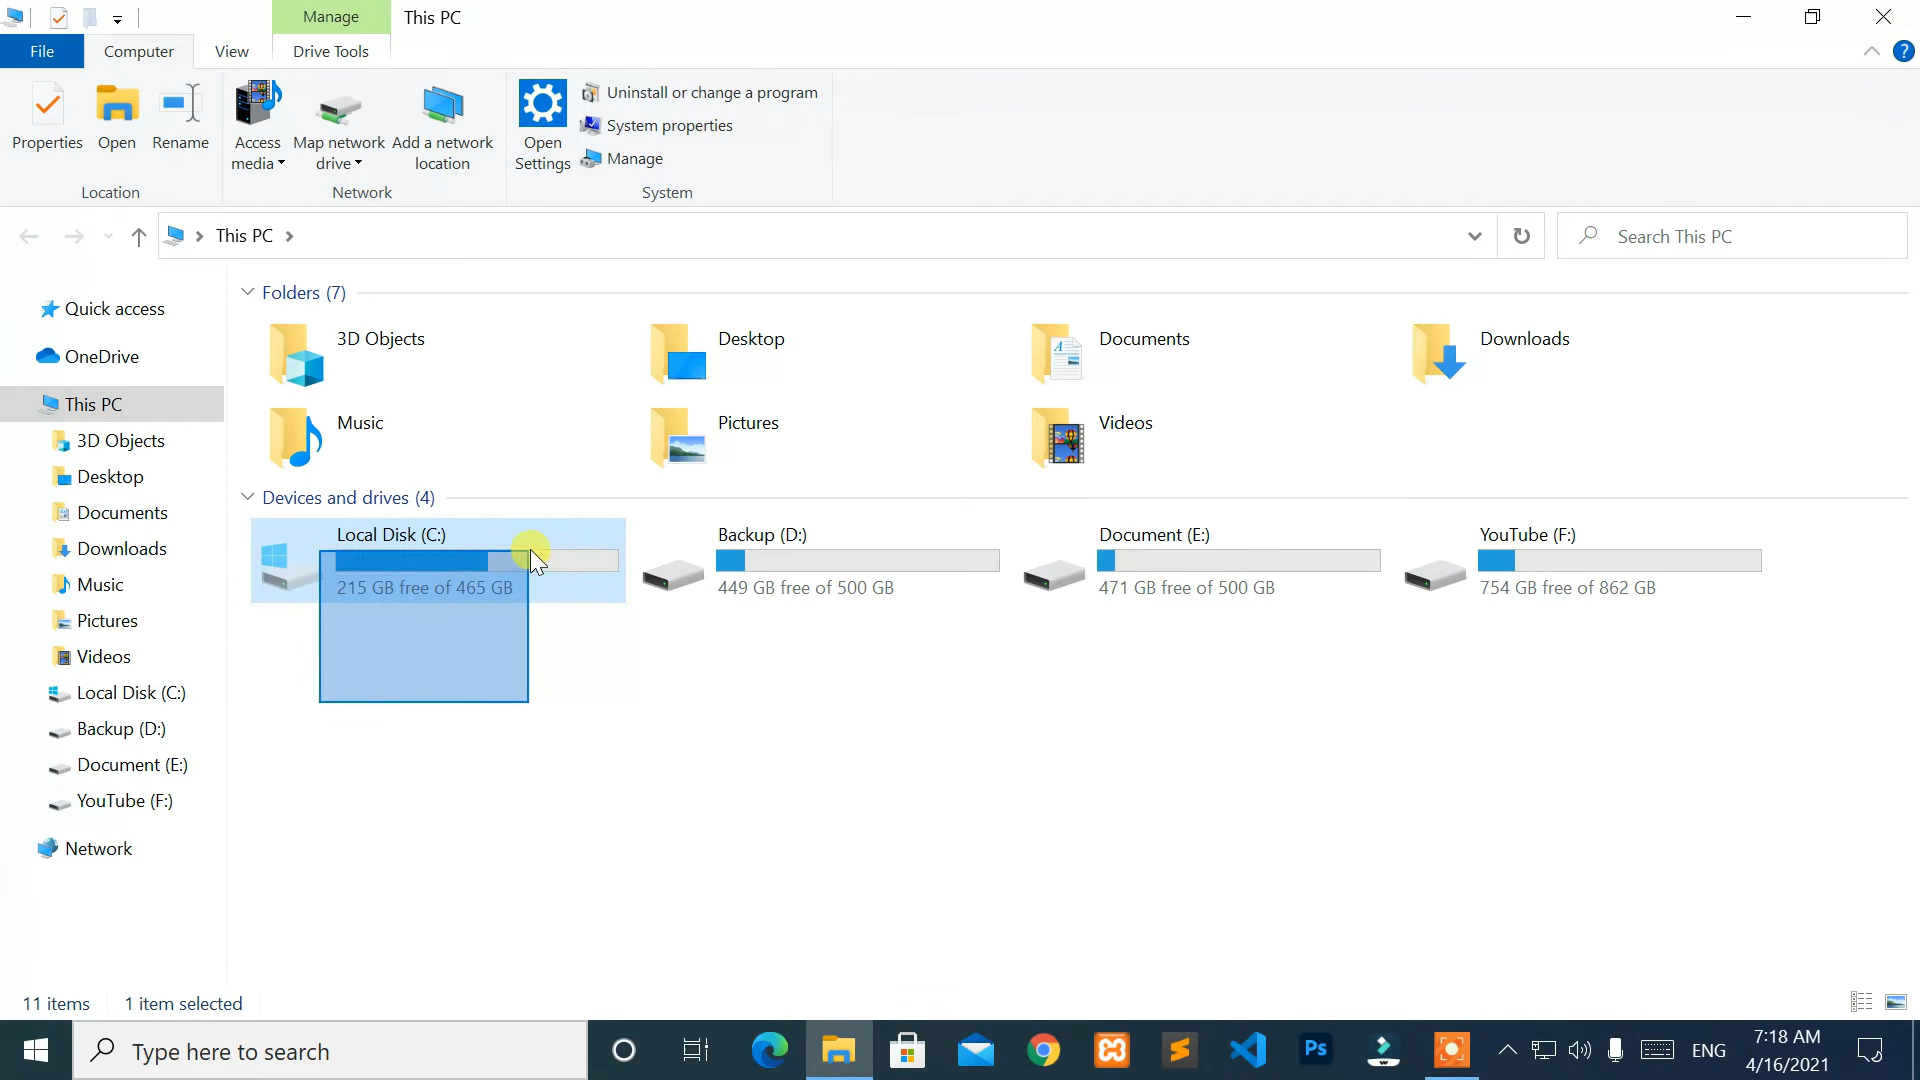 Manage
This PC
File
Computer
View
Drive Tools
?
Properties
Open
Rename
Access media
Map network drive
Add a network location
Open Settings
Uninstall or change a program
System properties
Manage
Location
Network
System
This PC
Search This PC
Quick access
OneDrive
This PC
3D Objects
Desktop
Documents
Downloads
Music
Pictures
Videos
Local Disk (C:)
Backup (D:)
Document (E:)
YouTube (F:)
Network
Folders (7)
3D Objects
Desktop
Documents
Downloads
Music
Pictures
Videos
Devices and drives (4)
Local Disk (C:)
215 GB free of 465 GB
Backup (D:)
449 GB free of 500 GB
Document (E:)
471 GB free of 500 GB
YouTube (F:)
754 GB free of 862 GB
11 items
1 item selected
Type here to search
Ps
ENG
7:18 AM
4/16/2021